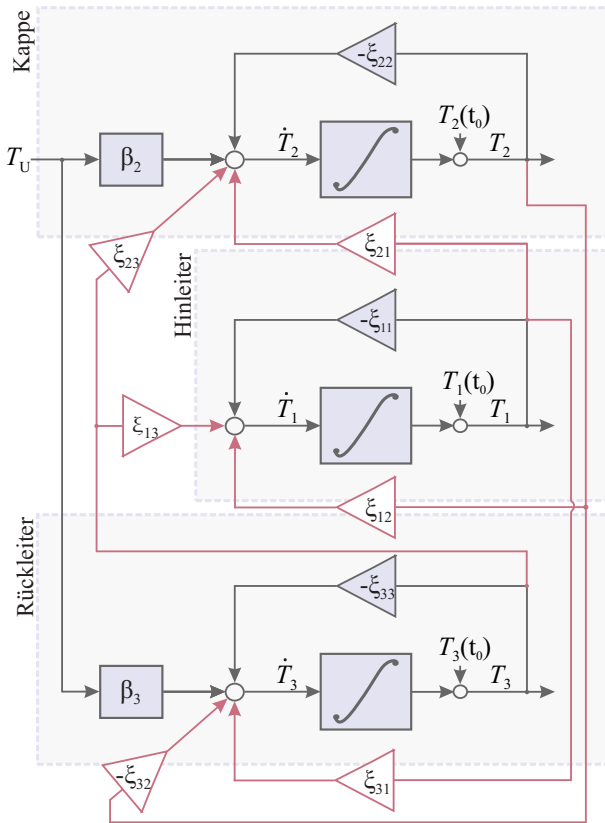 Kappe
-ξ22
T2(t0)
TU
β2
Ṫ2
T2
ξ23
ξ21
Hinleiter
-ξ11
T1(t0)
ξ13
Ṫ1
T1
ξ12
Rückleiter
-ξ33
T3(t0)
β3
Ṫ3
T3
-ξ32
ξ31